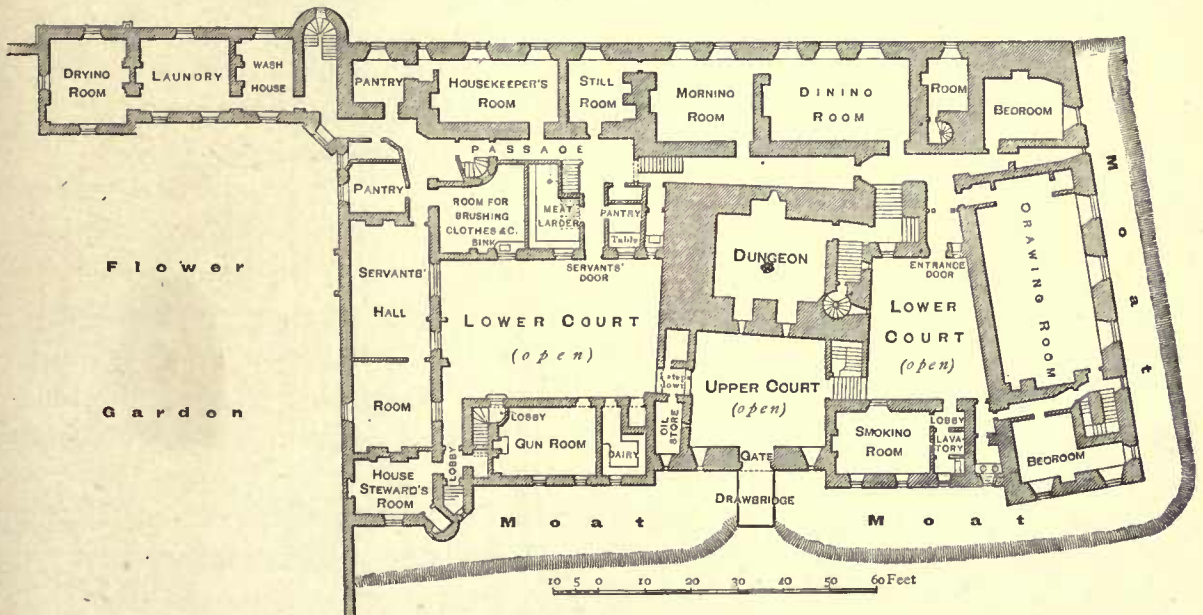 DRYING
ROOM
LAUNDRY
WASH
HOUSE
PANTRY
HOUSEKEEPER'S
ROOM
STILL
ROOM
MORNING
ROOM
DINING
ROOM
ROOM
BEDROOM
PASSAGE
PANTRY
ROOM FOR
BRUSHING
CLOTHES &C.
SINK
MEAT
LARDER
PANTRY
Table
SERVANTS'
DOOR
DUNGEON
ENTRANCE
DOOR
DRAWING ROOM
Moat
Flower
Garden
SERVANTS'
HALL
ROOM
LOWER COURT
(open)
UPPER COURT
(open)
LOWER
COURT
(open)
LOBBY
GUN ROOM
DAIRY
OIL
STORE
SMOKING
ROOM
LOBBY
LAVA-
TORY
BEDROOM
HOUSE
STEWARD'S
ROOM
LOBBY
GATE
DRAWBRIDGE
Moat
Moat
10 5 0 10 20 30 40 50 60 Feet